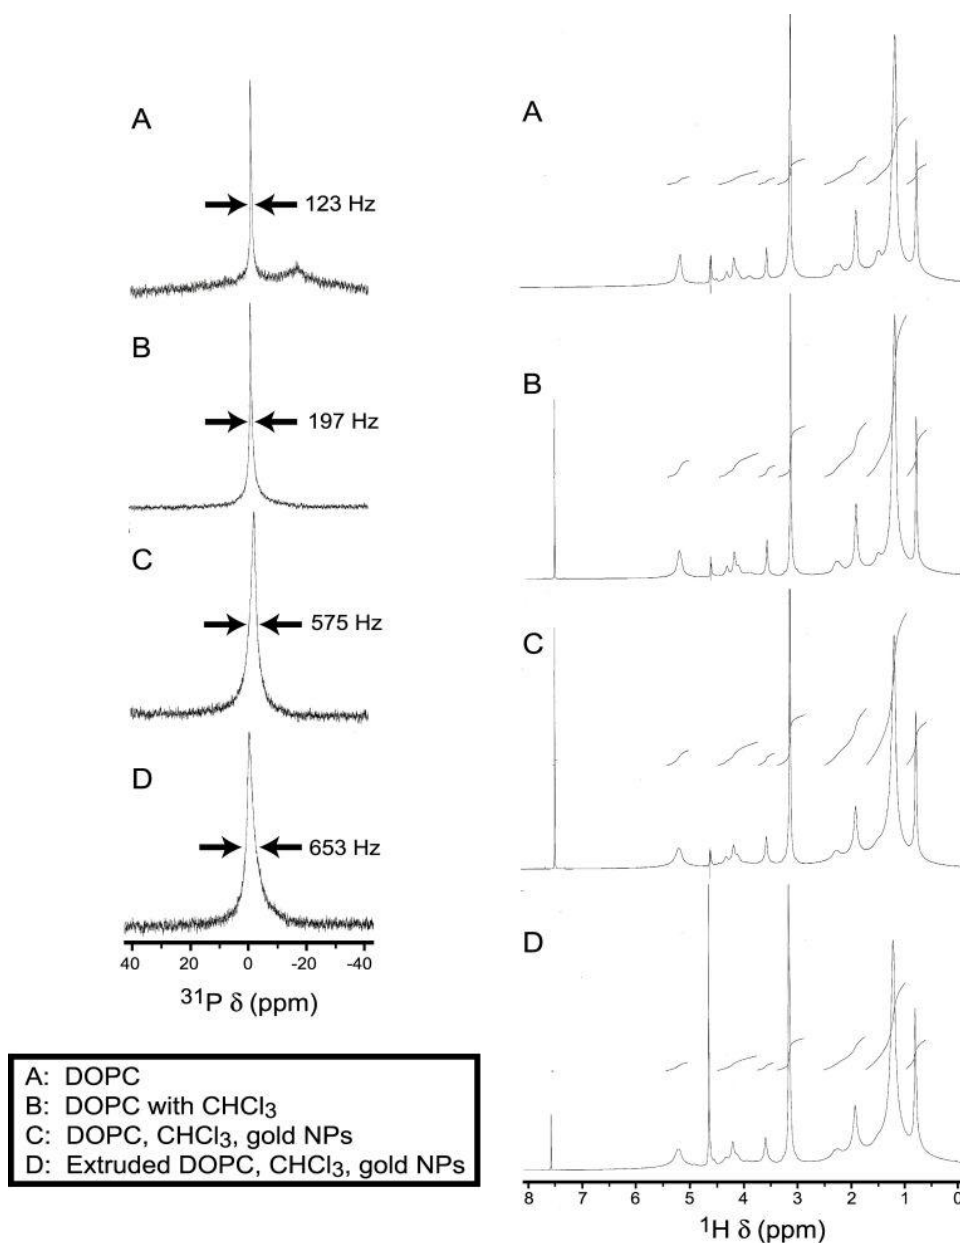 A
123 Hz
B
197 Hz
C
575 Hz
D
653 Hz
40 20 0 -20 -40
³¹P δ (ppm)
A: DOPC
B: DOPC with CHCl₃
C: DOPC, CHCl₃, gold NPs
D: Extruded DOPC, CHCl₃, gold NPs
A
B
C
D
8 7 6 5 4 3 2 1 0
¹H δ (ppm)